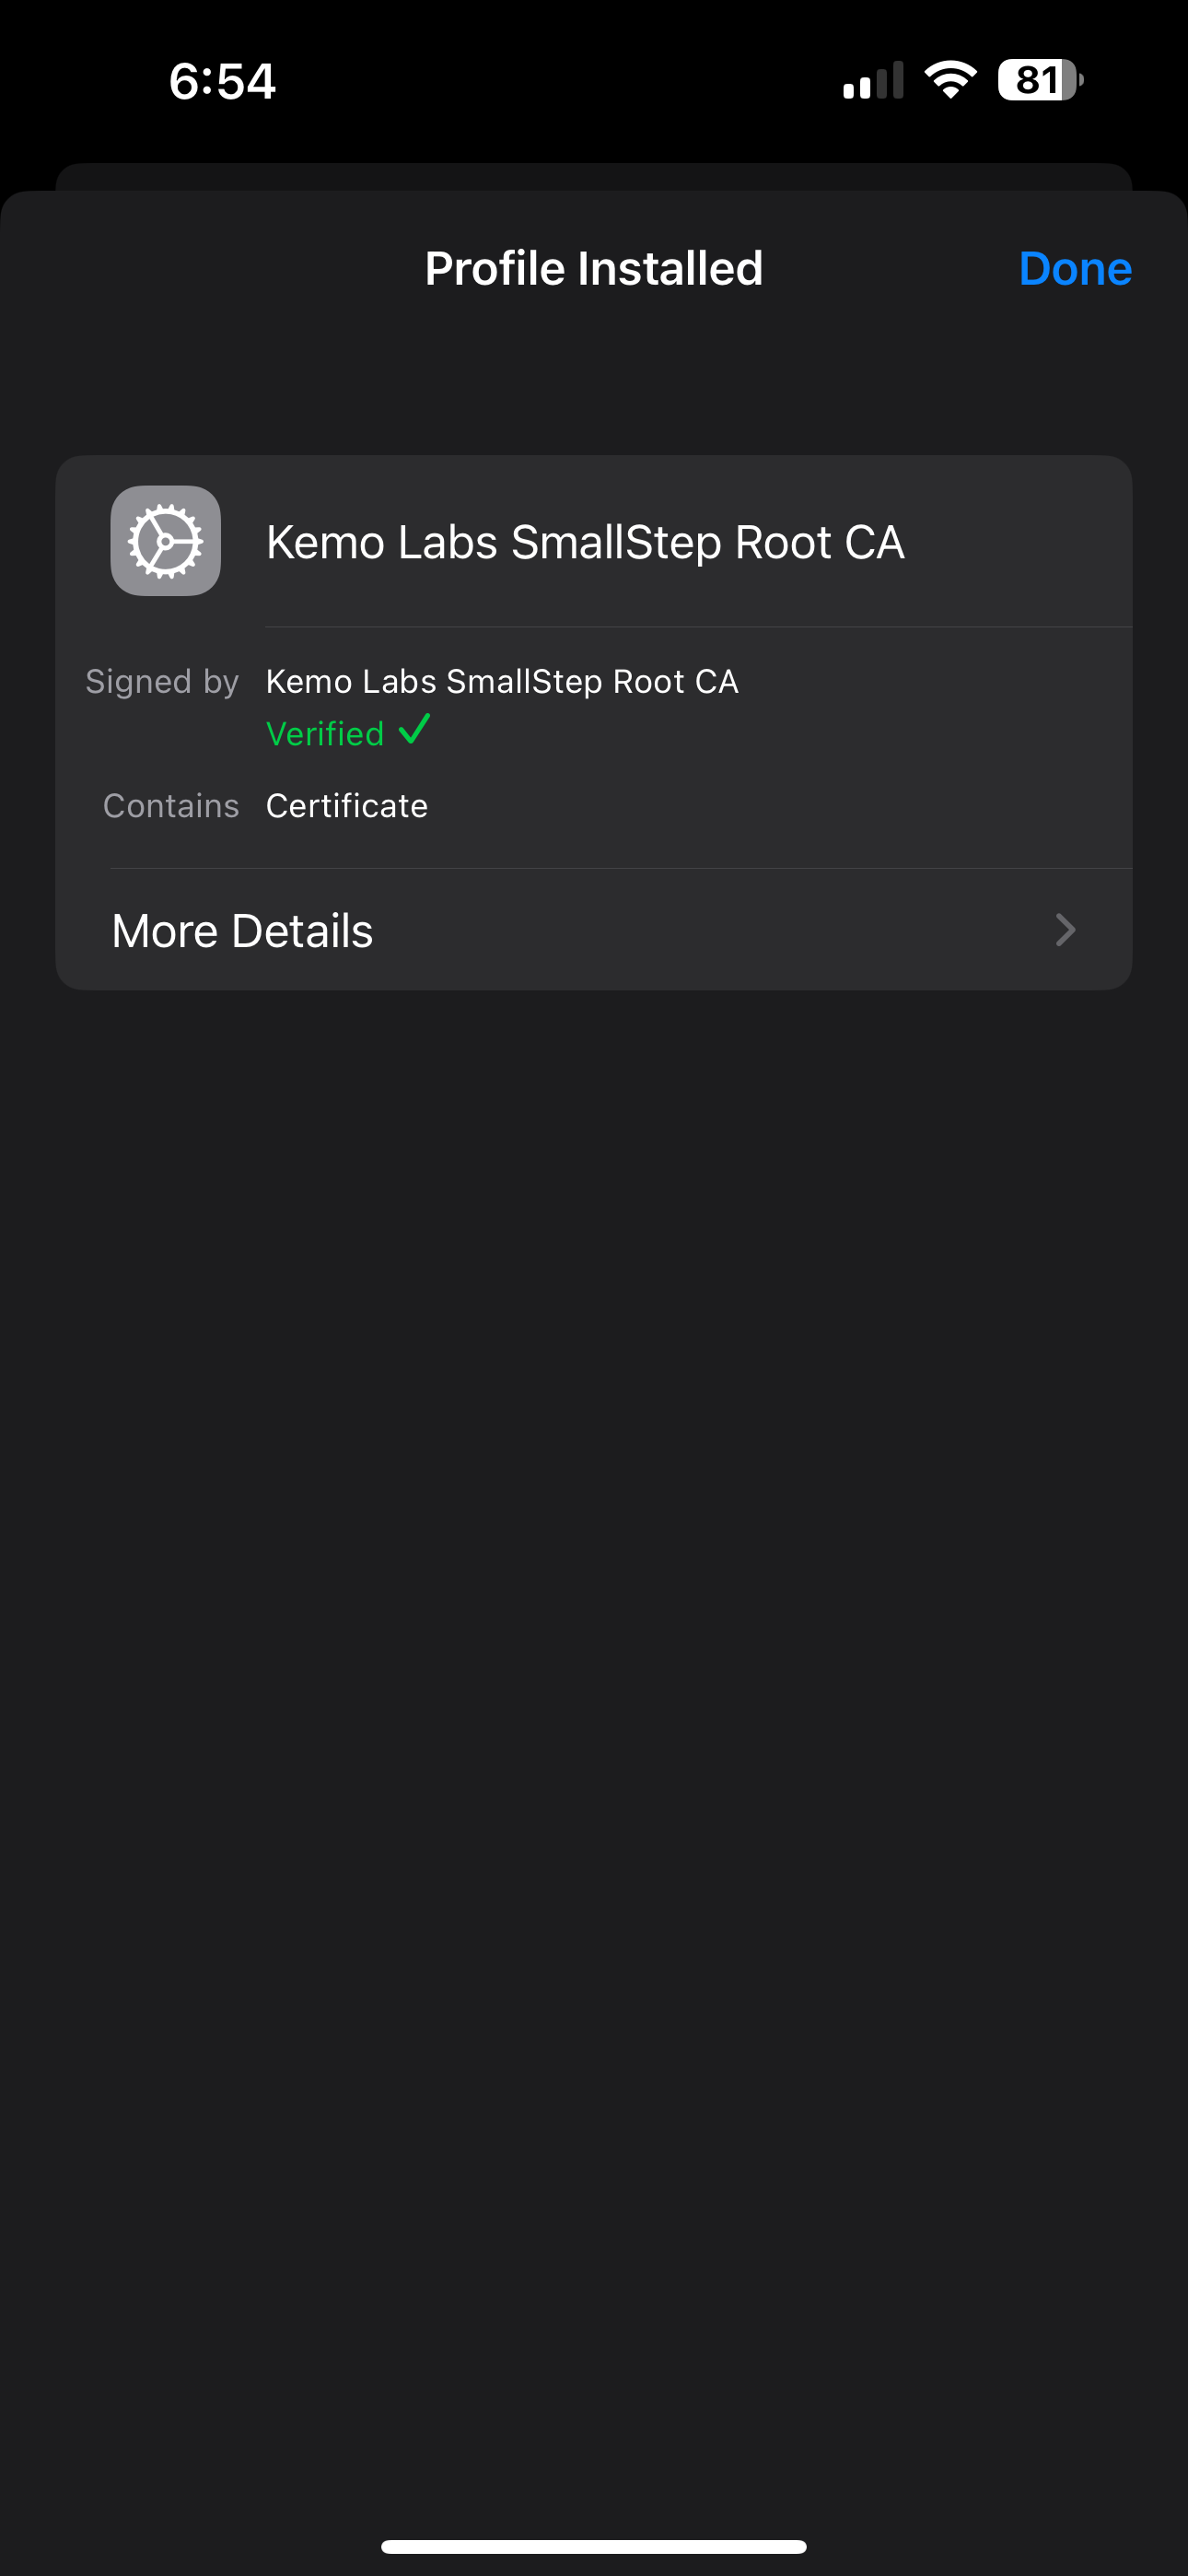 6:54
81
Profile Installed
Done
Kemo Labs SmallStep Root CA
Signed by Kemo Labs SmallStep Root CA
Verified ✓
Contains Certificate
More Details